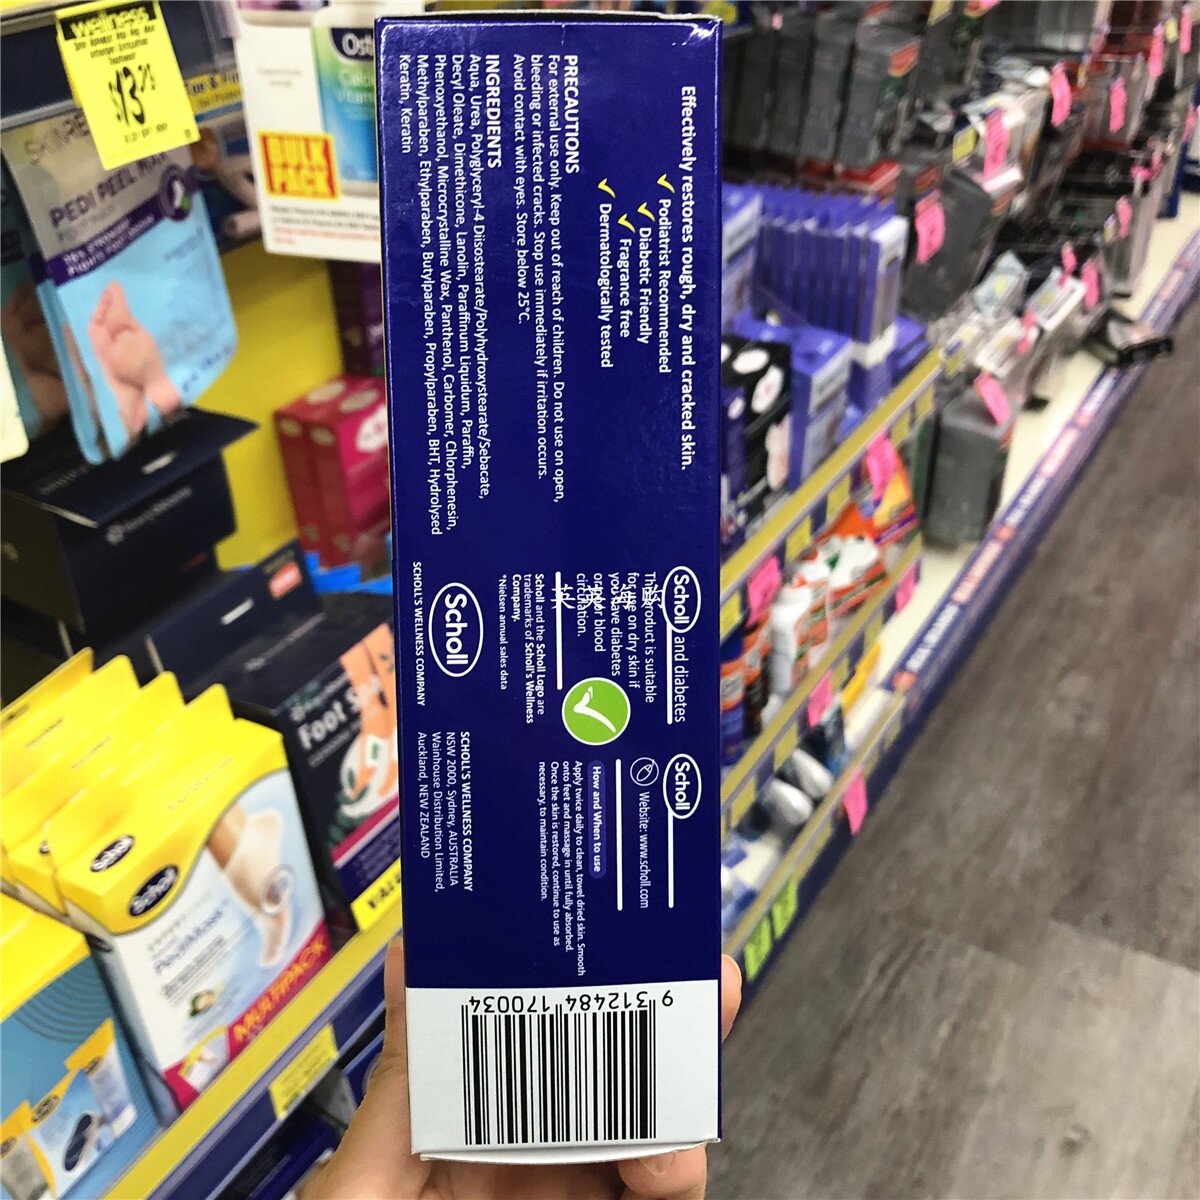 Effectively restores rough, dry and cracked skin.
Podiatrist Recommended
Diabetic Friendly
Fragrance free
Dermatologically tested
PRECAUTIONS
For external use only. Keep out of reach of children. Do not use on open,
bleeding or infected cracks. Stop use immediately if irritation occurs.
Avoid contact with eyes. Store below 25°C.
INGREDIENTS
Aqua, Urea, Polyglyceryl-4 Diisostearate/Polyhydroxystearate/Sebacate,
Decyl Oleate, Dimethicone, Lanolin, Paraffinum Liquidum, Paraffin,
Phenoxyethanol, Microcrystalline Wax, Panthenol, Carbomer, Chlorphenesin,
Methylparaben, Ethylparaben, Butylparaben, Propylparaben, BHT, Hydrolysed
Keratin, Keratin
Scholl and diabetes
This product is suitable
for use on dry skin if
you have diabetes
or poor blood
circulation.
Scholl and the Scholl Logo are
trademarks of Scholl's Wellness
Company.
*Nielsen annual sales data
Scholl
SCHOLL'S WELLNESS COMPANY
Scholl
Website: www.scholl.com
How and When to use
Apply twice daily to clean, towel dried skin. Smooth
onto feet and massage in until fully absorbed.
Once the skin is restored, continue to use as
necessary, to maintain condition.
SCHOLL'S WELLNESS COMPANY
NSW 2000, Sydney, AUSTRALIA
Wainhouse Distribution Limited,
Auckland, NEW ZEALAND
9 312484 170034
wellness
$13
PEDI PEEL MASK
BULK
PACK
Ost
Foot
Scholl
Scholl
PediMask
MULTIPACK